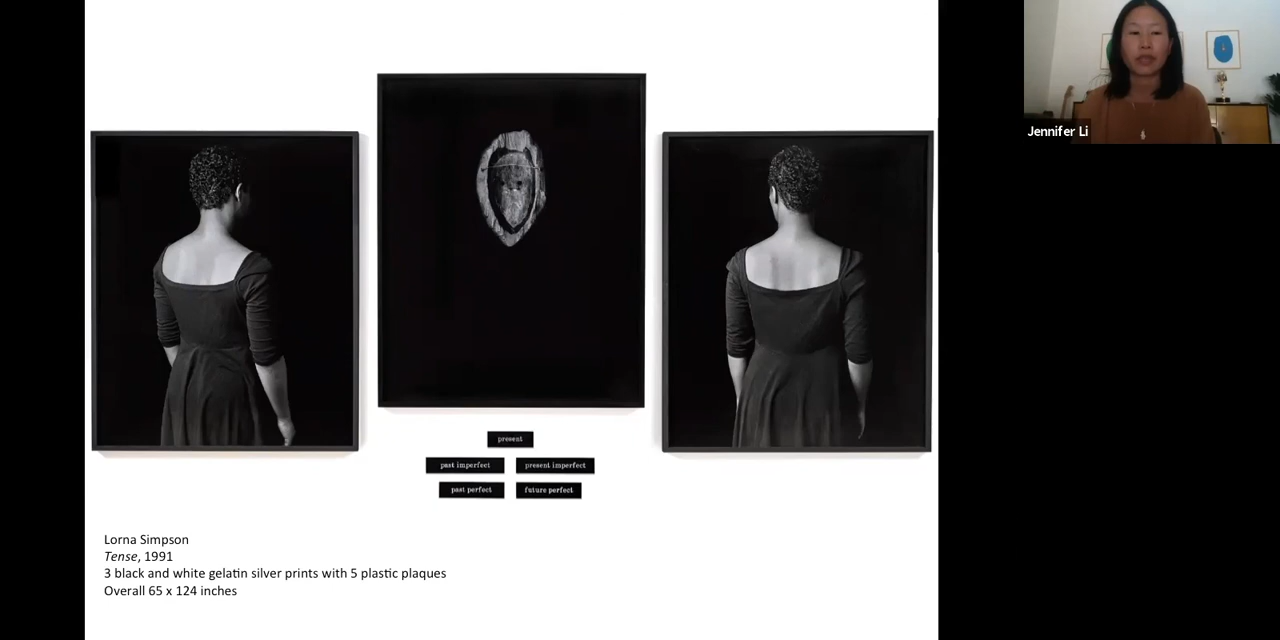 present
past imperfect
present imperfect
past perfect
future perfect
Lorna Simpson
Tense, 1991
3 black and white gelatin silver prints with 5 plastic plaques
Overall 65 x 124 inches
Jennifer Li